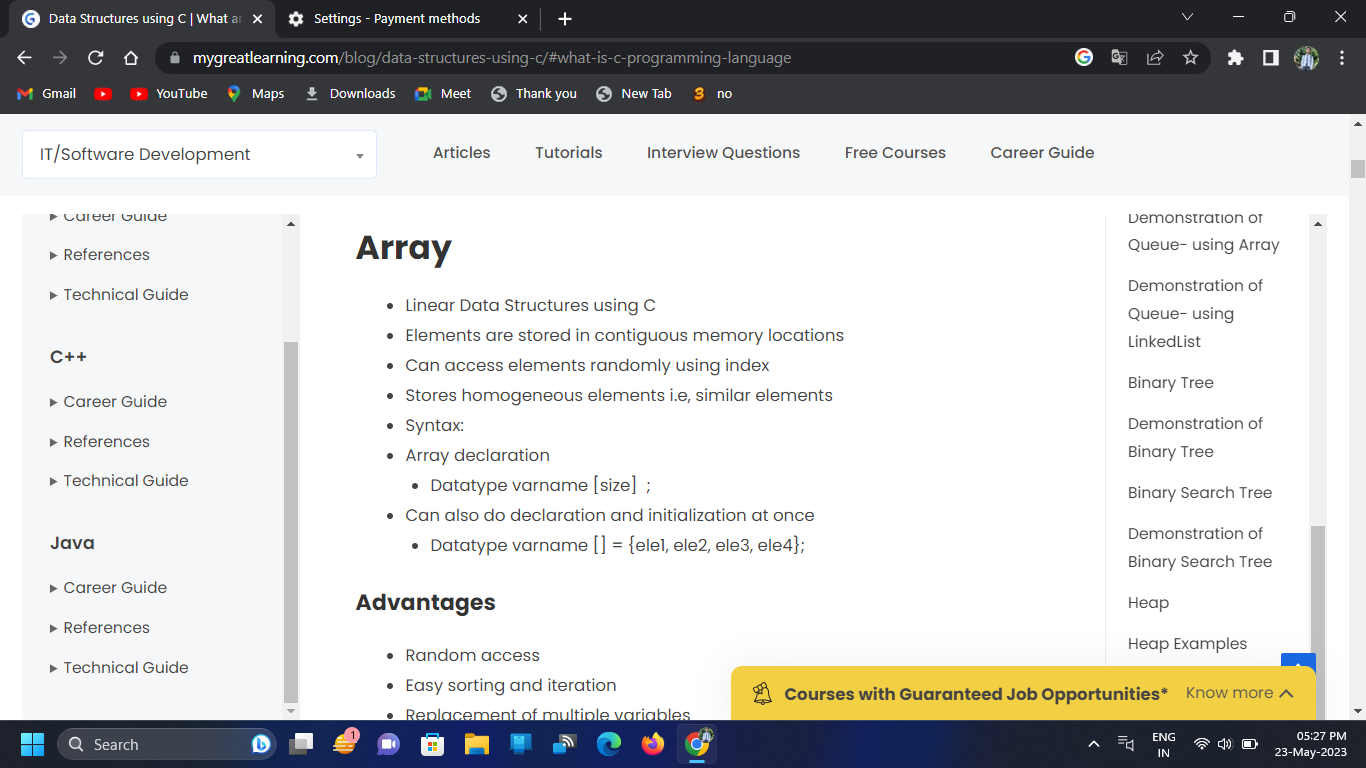 Data Structures using C | What ar
Settings - Payment methods
mygreatlearning.com/blog/data-structures-using-c/#what-is-c-programming-language
Gmail
YouTube
Maps
Downloads
Meet
Thank you
New Tab
no
IT/Software Development
Articles
Tutorials
Interview Questions
Free Courses
Career Guide
Career Guide
References
Technical Guide
C++
Career Guide
References
Technical Guide
Java
Career Guide
References
Technical Guide
Array
Linear Data Structures using C
Elements are stored in contiguous memory locations
Can access elements randomly using index
Stores homogeneous elements i.e, similar elements
Syntax:
Array declaration
Datatype varname [size]  ;
Can also do declaration and initialization at once
Datatype varname [] = {ele1, ele2, ele3, ele4};
Advantages
Random access
Easy sorting and iteration
Replacement of multiple variables
Demonstration of
Queue- using Array
Demonstration of
Queue- using
LinkedList
Binary Tree
Demonstration of
Binary Tree
Binary Search Tree
Demonstration of
Binary Search Tree
Heap
Heap Examples
Courses with Guaranteed Job Opportunities*
Know more
Search
1
ENG
IN
05:27 PM
23-May-2023